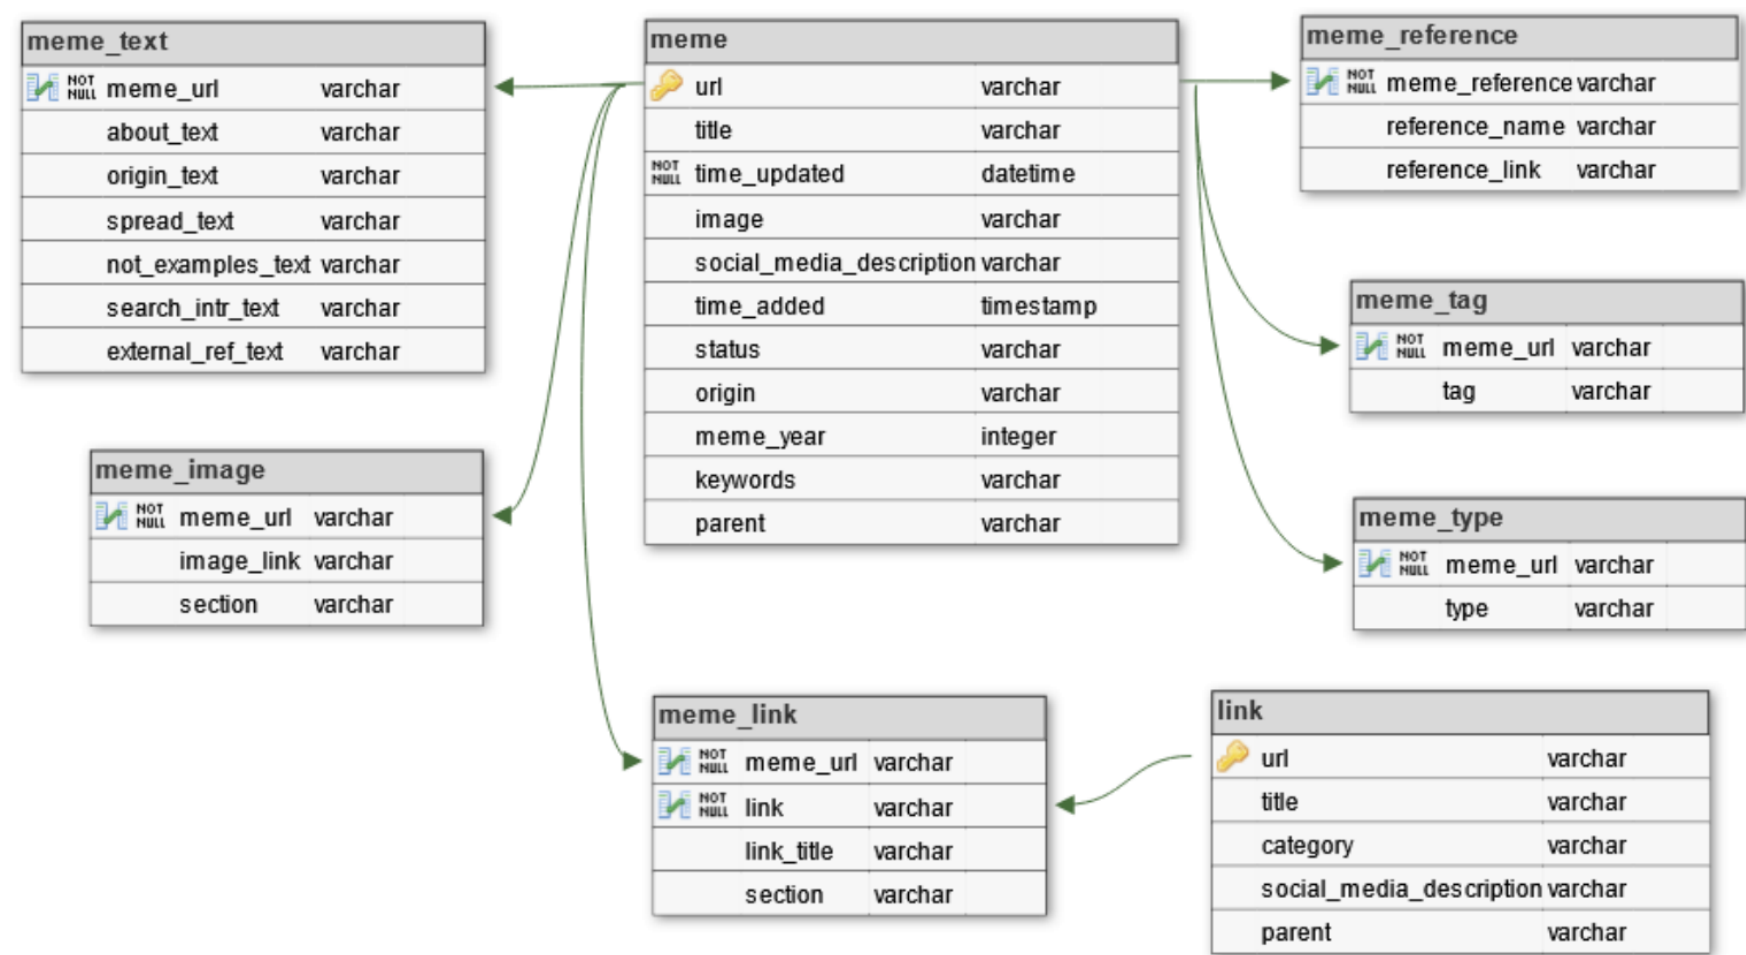 meme_text
NOT NULL meme_url varchar
about_text varchar
origin_text varchar
spread_text varchar
not_examples_text varchar
search_intr_text varchar
external_ref_text varchar
meme
url varchar
title varchar
NOT NULL time_updated datetime
image varchar
social_media_description varchar
time_added timestamp
status varchar
origin varchar
meme_year integer
keywords varchar
parent varchar
meme_reference
NOT NULL meme_reference varchar
reference_name varchar
reference_link varchar
meme_tag
NOT NULL meme_url varchar
tag varchar
meme_image
NOT NULL meme_url varchar
image_link varchar
section varchar
meme_type
NOT NULL meme_url varchar
type varchar
meme_link
NOT NULL meme_url varchar
NOT NULL link varchar
link_title varchar
section varchar
link
url varchar
title varchar
category varchar
social_media_description varchar
parent varchar